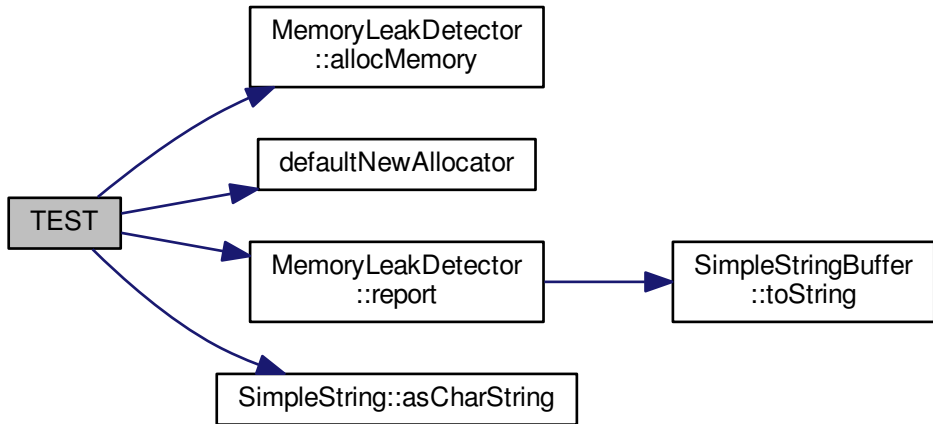 MemoryLeakDetector
::allocMemory
defaultNewAllocator
TEST
MemoryLeakDetector
::report
SimpleStringBuffer
::toString
SimpleString::asCharString